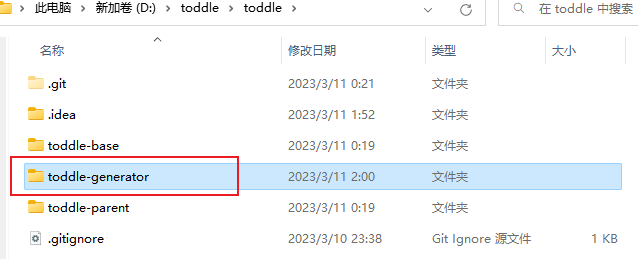 此电脑 › 新加卷 (D:) › toddle › toddle › 在 toddle 中搜索
名称 修改日期 类型 大小
.git 2023/3/11 0:21 文件夹
.idea 2023/3/11 1:52 文件夹
toddle-base 2023/3/11 0:19 文件夹
toddle-generator 2023/3/11 2:00 文件夹
toddle-parent 2023/3/11 0:19 文件夹
.gitignore 2023/3/10 23:38 Git Ignore 源文件 1 KB